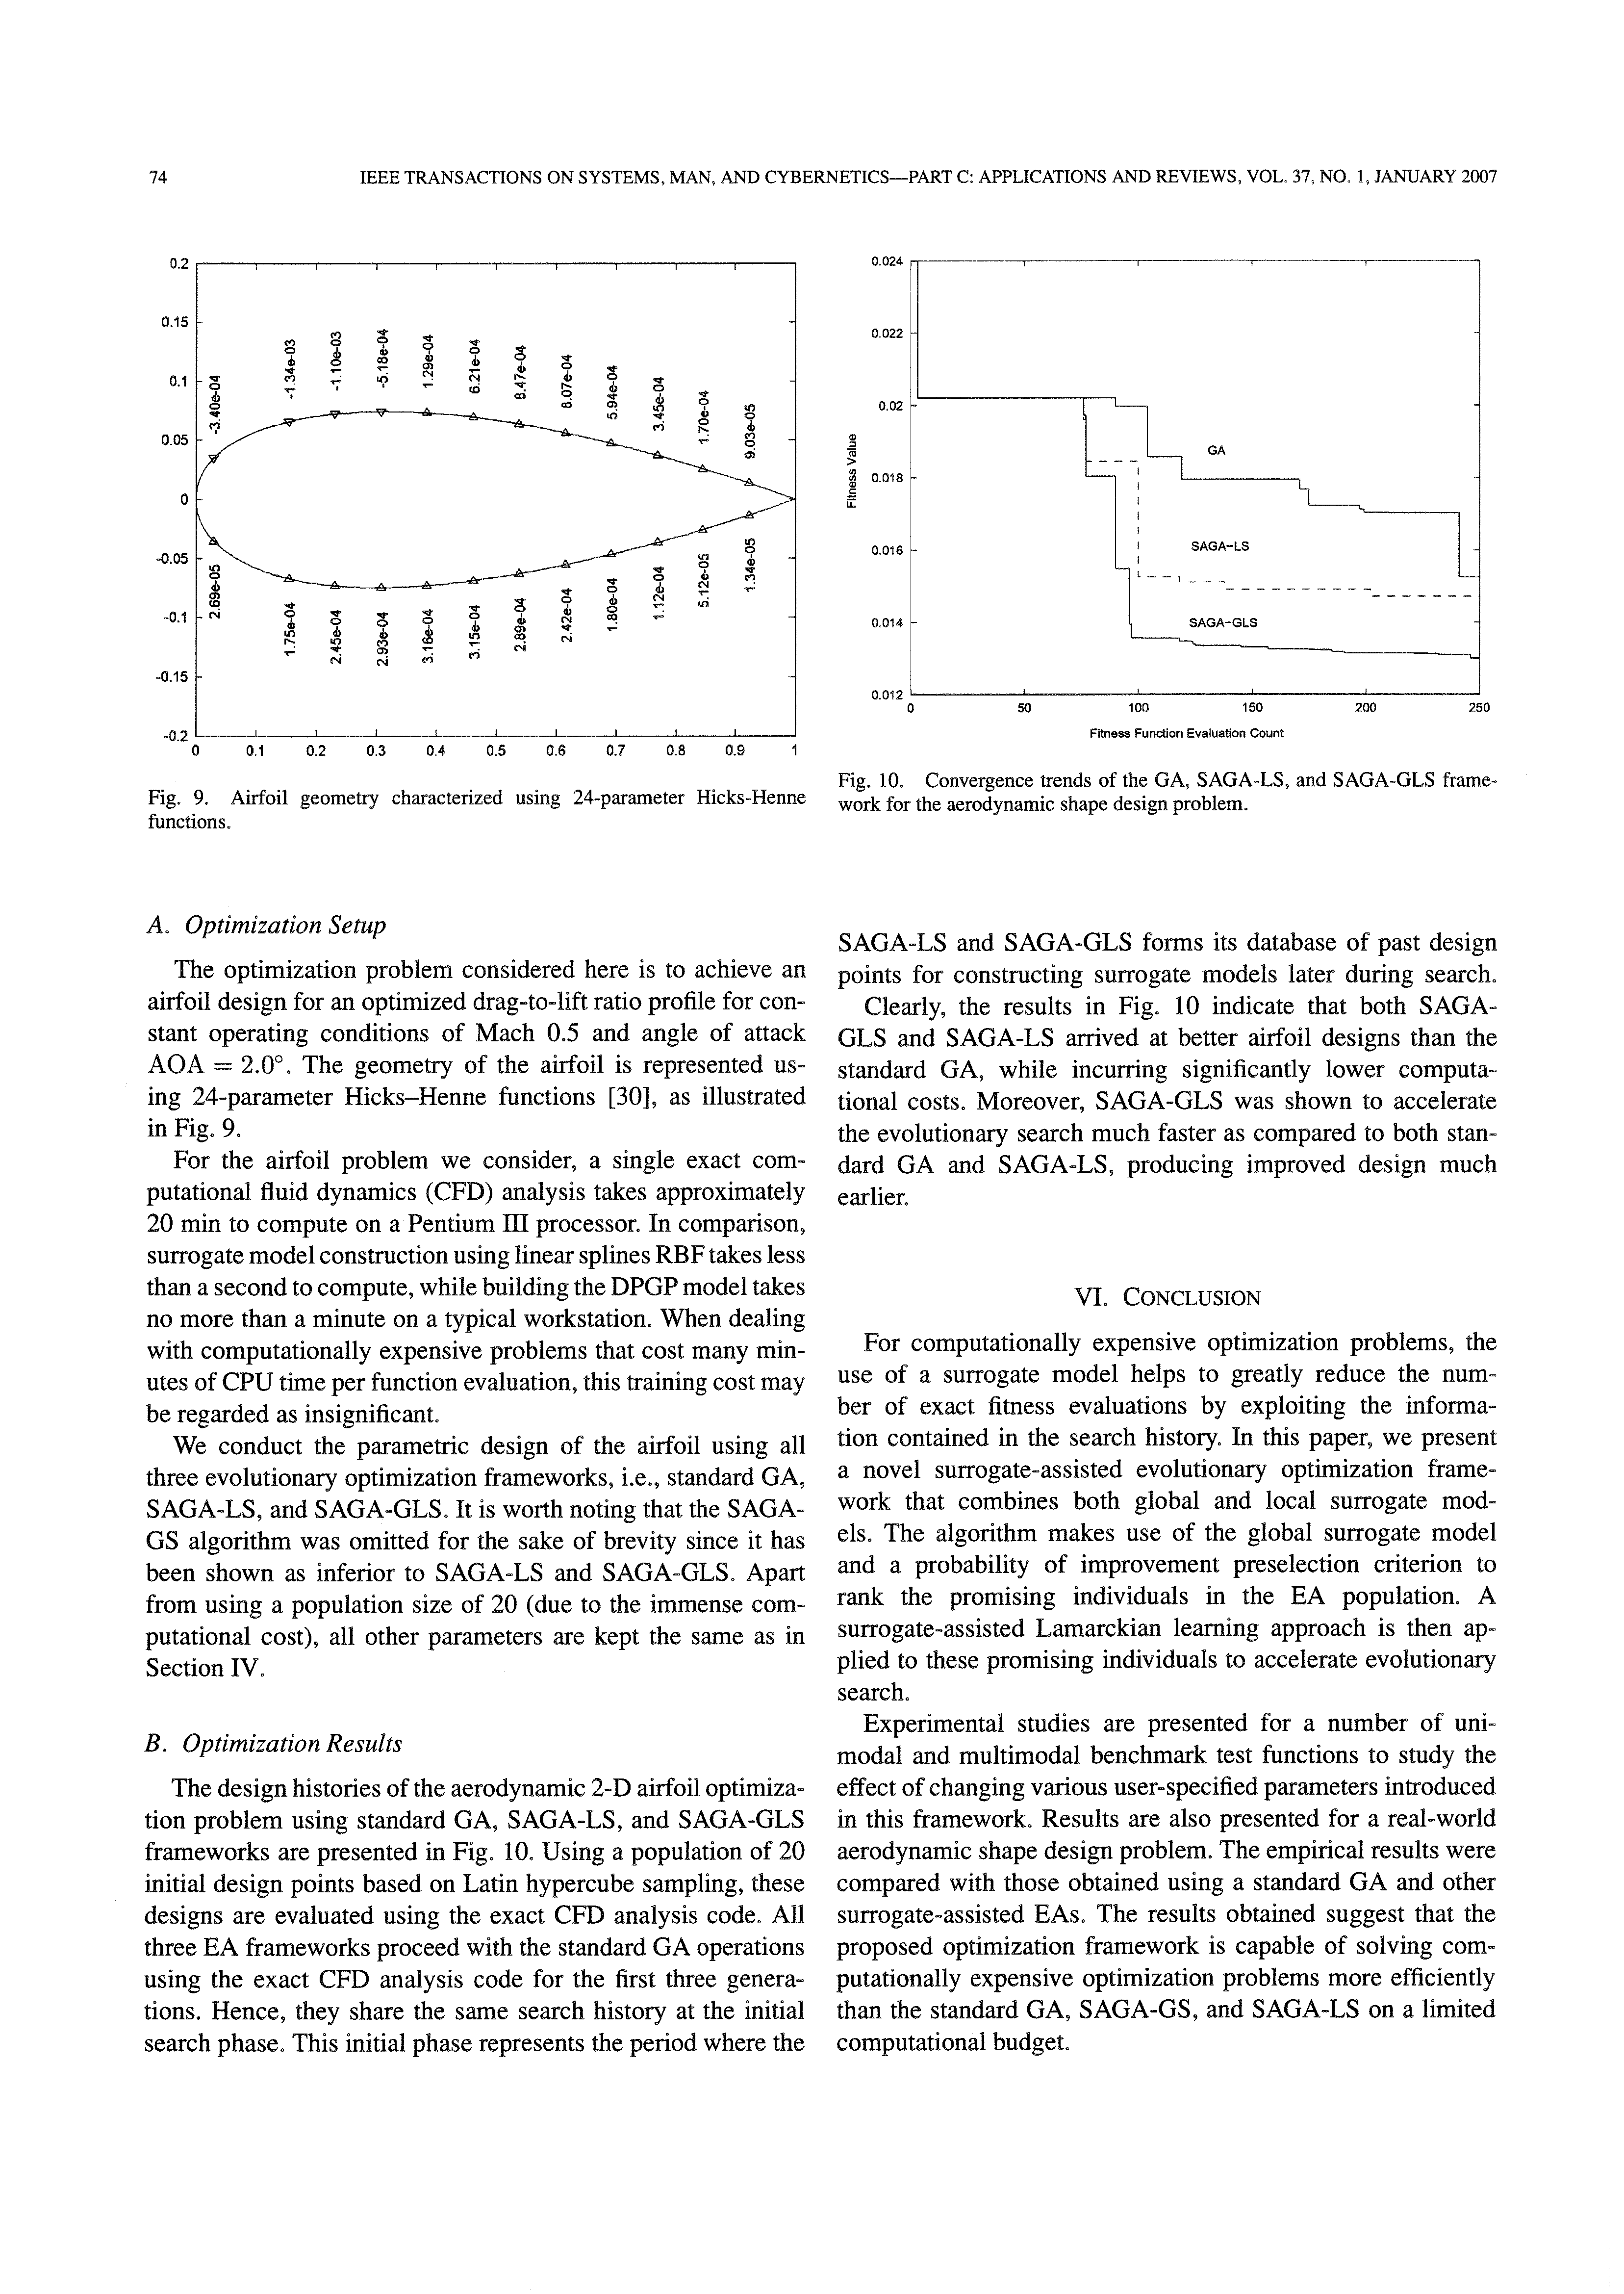 74
IEEE TRANSACTIONS ON SYSTEMS, MAN, AND CYBERNETICS—PART C: APPLICATIONS AND REVIEWS, VOL. 37, NO. 1, JANUARY 2007
0.2
0.15
0.1
0.05
0
-0.05
-0.1
-0.15
-0.2
-3.40e-04
-1.34e-03
-1.10e-03
-5.18e-04
1.29e-04
6.21e-04
8.47e-04
8.07e-04
5.94e-04
3.45e-04
1.70e-04
9.03e-05
2.69e-05
1.75e-04
2.45e-04
2.93e-04
3.16e-04
3.15e-04
2.89e-04
2.42e-04
1.80e-04
1.12e-04
5.12e-05
1.34e-05
0 0.1 0.2 0.3 0.4 0.5 0.6 0.7 0.8 0.9 1
Fig. 9. Airfoil geometry characterized using 24-parameter Hicks-Henne
functions.
0.024
0.022
0.02
0.018
0.016
0.014
0.012
Fitness Value
GA
SAGA-LS
SAGA-GLS
0 50 100 150 200 250
Fitness Function Evaluation Count
Fig. 10. Convergence trends of the GA, SAGA-LS, and SAGA-GLS frame-
work for the aerodynamic shape design problem.
A. Optimization Setup
The optimization problem considered here is to achieve an
airfoil design for an optimized drag-to-lift ratio profile for con-
stant operating conditions of Mach 0.5 and angle of attack
AOA = 2.0°. The geometry of the airfoil is represented us-
ing 24-parameter Hicks–Henne functions [30], as illustrated
in Fig. 9.
For the airfoil problem we consider, a single exact com-
putational fluid dynamics (CFD) analysis takes approximately
20 min to compute on a Pentium III processor. In comparison,
surrogate model construction using linear splines RBF takes less
than a second to compute, while building the DPGP model takes
no more than a minute on a typical workstation. When dealing
with computationally expensive problems that cost many min-
utes of CPU time per function evaluation, this training cost may
be regarded as insignificant.
We conduct the parametric design of the airfoil using all
three evolutionary optimization frameworks, i.e., standard GA,
SAGA-LS, and SAGA-GLS. It is worth noting that the SAGA-
GS algorithm was omitted for the sake of brevity since it has
been shown as inferior to SAGA-LS and SAGA-GLS. Apart
from using a population size of 20 (due to the immense com-
putational cost), all other parameters are kept the same as in
Section IV.
B. Optimization Results
The design histories of the aerodynamic 2-D airfoil optimiza-
tion problem using standard GA, SAGA-LS, and SAGA-GLS
frameworks are presented in Fig. 10. Using a population of 20
initial design points based on Latin hypercube sampling, these
designs are evaluated using the exact CFD analysis code. All
three EA frameworks proceed with the standard GA operations
using the exact CFD analysis code for the first three genera-
tions. Hence, they share the same search history at the initial
search phase. This initial phase represents the period where the
SAGA-LS and SAGA-GLS forms its database of past design
points for constructing surrogate models later during search.
Clearly, the results in Fig. 10 indicate that both SAGA-
GLS and SAGA-LS arrived at better airfoil designs than the
standard GA, while incurring significantly lower computa-
tional costs. Moreover, SAGA-GLS was shown to accelerate
the evolutionary search much faster as compared to both stan-
dard GA and SAGA-LS, producing improved design much
earlier.
VI. CONCLUSION
For computationally expensive optimization problems, the
use of a surrogate model helps to greatly reduce the num-
ber of exact fitness evaluations by exploiting the informa-
tion contained in the search history. In this paper, we present
a novel surrogate-assisted evolutionary optimization frame-
work that combines both global and local surrogate mod-
els. The algorithm makes use of the global surrogate model
and a probability of improvement preselection criterion to
rank the promising individuals in the EA population. A
surrogate-assisted Lamarckian learning approach is then ap-
plied to these promising individuals to accelerate evolutionary
search.
Experimental studies are presented for a number of uni-
modal and multimodal benchmark test functions to study the
effect of changing various user-specified parameters introduced
in this framework. Results are also presented for a real-world
aerodynamic shape design problem. The empirical results were
compared with those obtained using a standard GA and other
surrogate-assisted EAs. The results obtained suggest that the
proposed optimization framework is capable of solving com-
putationally expensive optimization problems more efficiently
than the standard GA, SAGA-GS, and SAGA-LS on a limited
computational budget.